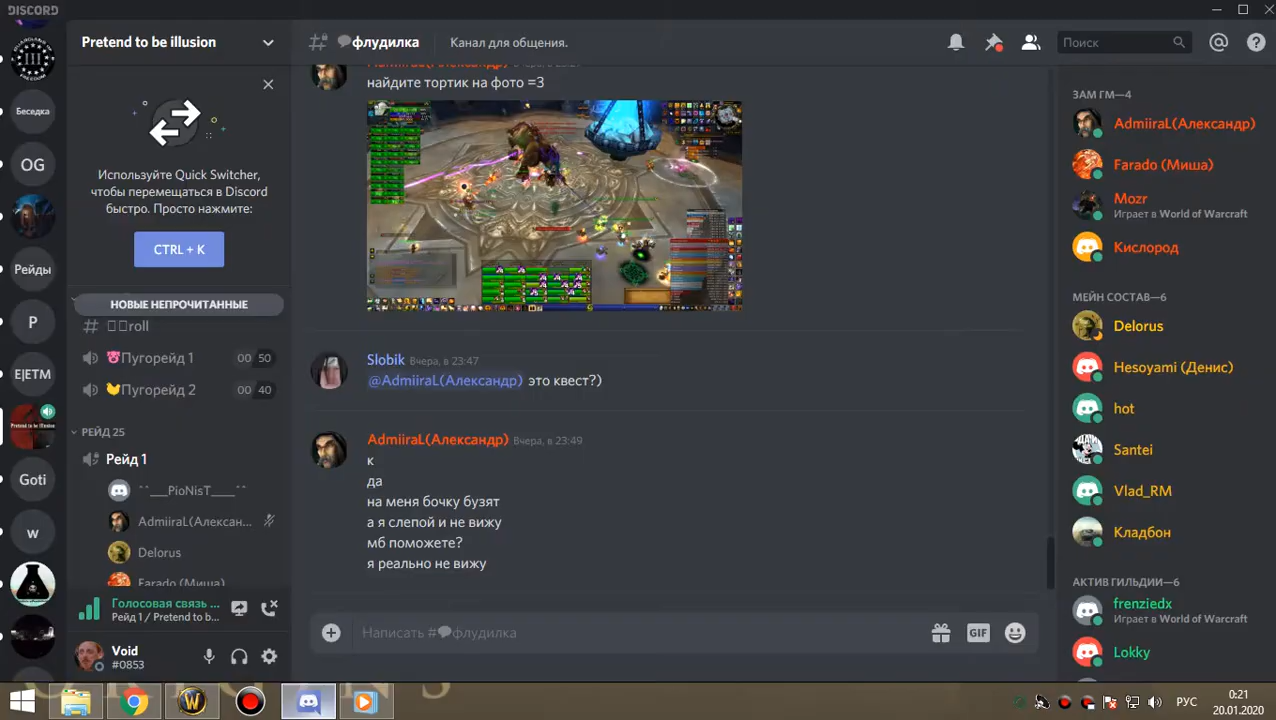 DISCORD
Pretend to be illusion
флудилка
Канал для общения.
Поиск
Беседка
OG
Рейды
P
E|ETM
Pretend to be illusion
Goti
w
Используйте Quick Switcher,
чтобы перемещаться в Discord
быстро. Просто нажмите:
CTRL + K
НОВЫЕ НЕПРОЧИТАННЫЕ
roll
Пугорейд 1
00 50
Пугорейд 2
00 40
РЕЙД 25
Рейд 1
^`___PioNisT____^`
AdmiiraL(Алексан...
Delorus
Farado (Миша)
Голосовая связь ...
Рейд 1 / Pretend to b...
Void
#0853
найдите тортик на фото =3
Slobik Вчера, в 23:47
@AdmiiraL(Александр) это квест?)
AdmiiraL(Александр) Вчера, в 23:49
к
да
на меня бочку бузят
а я слепой и не вижу
мб поможете?
я реально не вижу
Написать #флудилка
GIF
ЗАМ ГМ—4
AdmiiraL(Александр)
Farado (Миша)
Mozr
Играет в World of Warcraft
Кислород
МЕЙН СОСТАВ—6
Delorus
Hesoyami (Денис)
hot
Santei
Vlad_RM
Кладбон
АКТИВ ГИЛЬДИИ—6
frenziedx
Играет в World of Warcraft
Lokky
РУС
0:21
20.01.2020